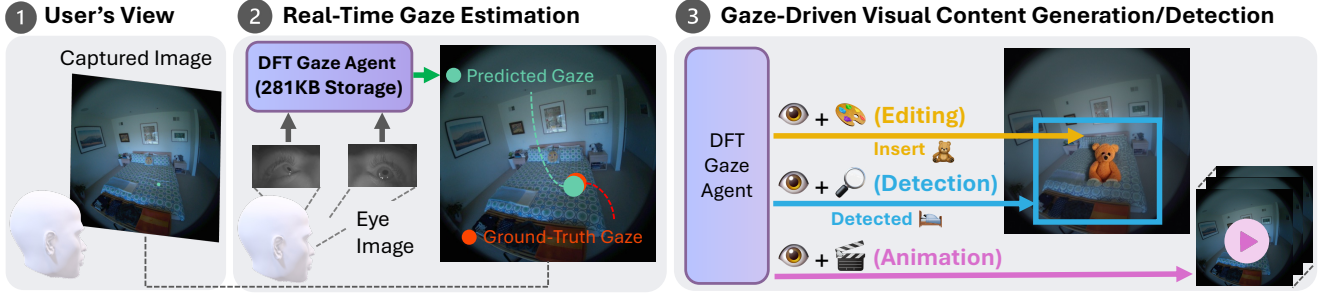 1 User's View
Captured Image
2 Real-Time Gaze Estimation
DFT Gaze Agent
(281KB Storage)
Predicted Gaze
Eye
Image
Ground-Truth Gaze
3 Gaze-Driven Visual Content Generation/Detection
DFT
Gaze
Agent
+ (Editing)
Insert
+ (Detection)
Detected
+ (Animation)